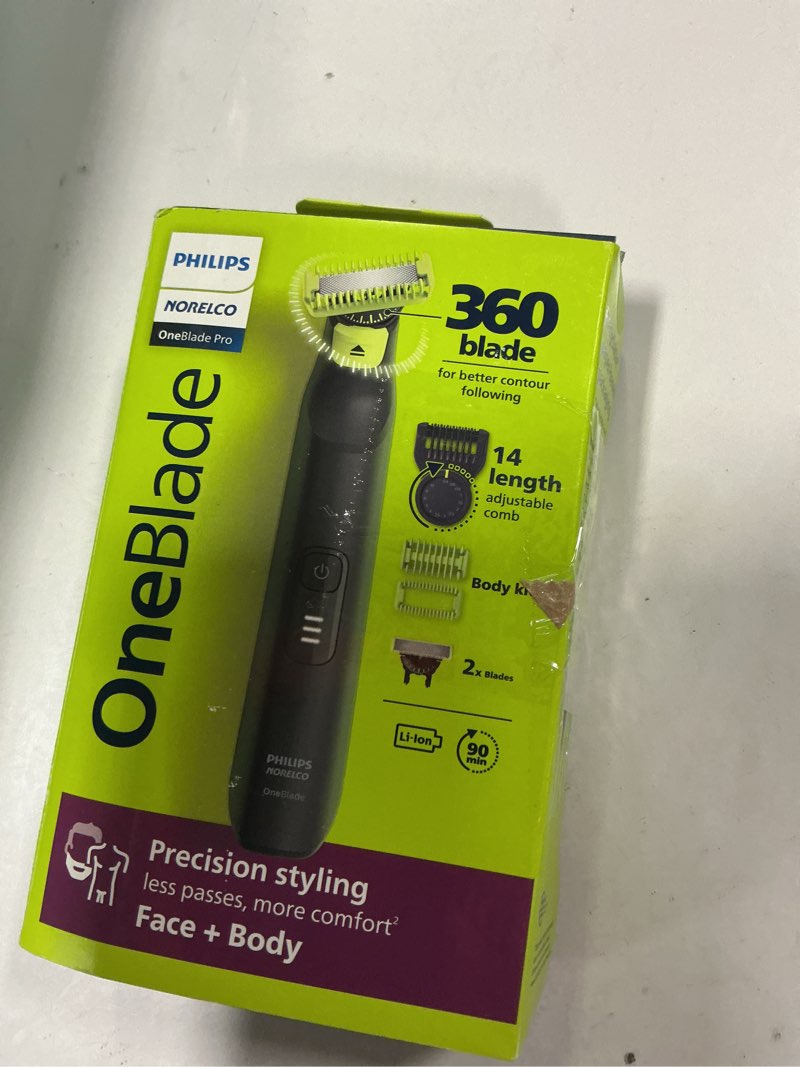 PHILIPS
NORELCO
OneBlade Pro
OneBlade
360
blade
for better contour
following
14
length
adjustable
comb
Body
2x Blades
Li-Ion
90
min
PHILIPS
NORELCO
OneBlade
Precision styling
less passes, more comfort²
Face + Body